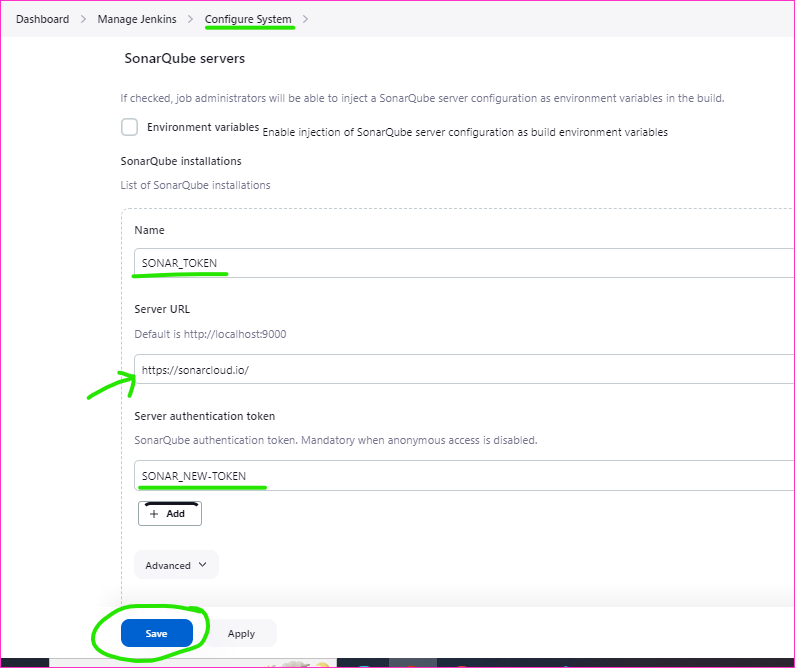 Dashboard > Manage Jenkins > Configure System >
SonarQube servers
If checked, job administrators will be able to inject a SonarQube server configuration as environment variables in the build.
Environment variables Enable injection of SonarQube server configuration as build environment variables
SonarQube installations
List of SonarQube installations
Name
SONAR_TOKEN
Server URL
Default is http://localhost:9000
https://sonarcloud.io/
Server authentication token
SonarQube authentication token. Mandatory when anonymous access is disabled.
SONAR_NEW-TOKEN
+ Add
Advanced
Save Apply